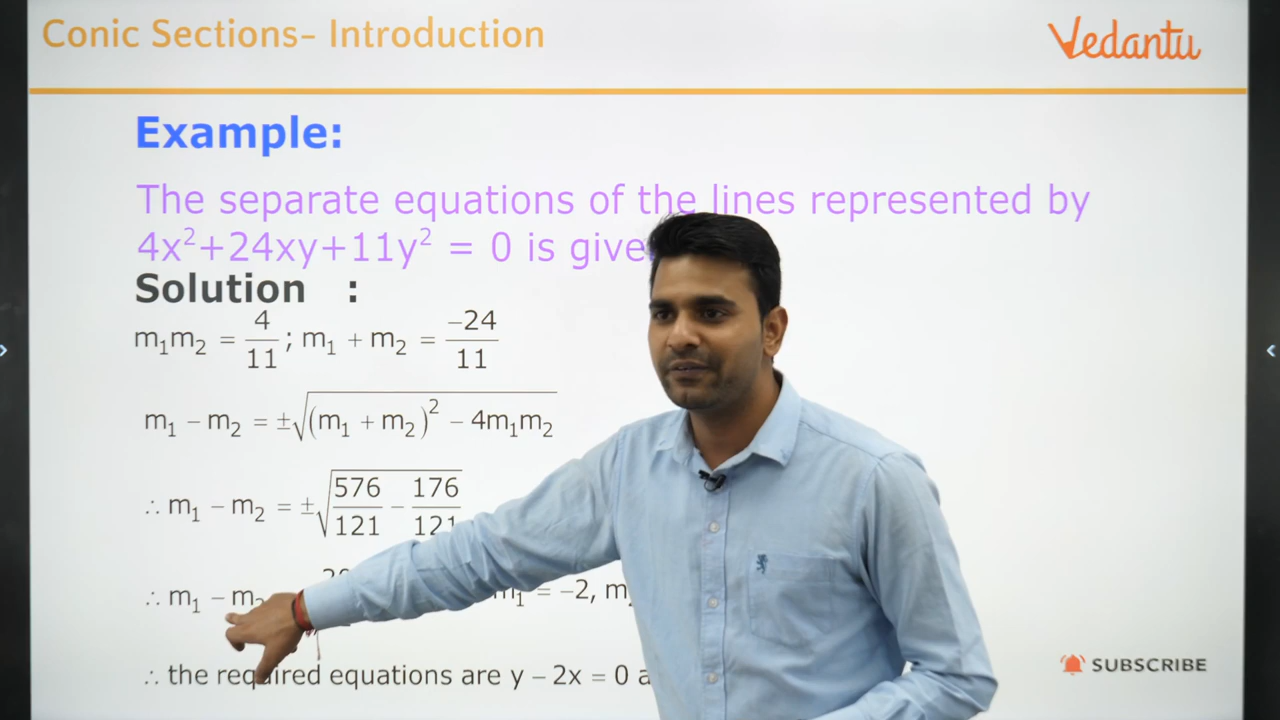 Conic Sections- Introduction
Vedantu
Example:
The separate equations of the lines represented by
4x²+24xy+11y² = 0 is give
Solution :
m₁m₂ = 4/11 ; m₁ + m₂ = −24/11
m₁ − m₂ = ±√((m₁ + m₂)² − 4m₁m₂)
∴ m₁ − m₂ = ±√(576/121 − 176/121)
∴ m₁ − m₂ m₁ = −2, m
∴ the required equations are y − 2x = 0 a
SUBSCRIBE